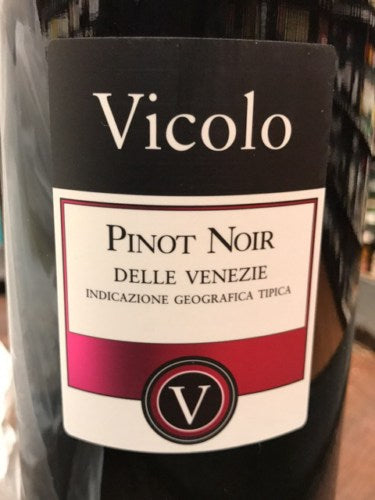 Vicolo
PINOT NOIR
DELLE VENEZIE
INDICAZIONE GEOGRAFICA TIPICA
V